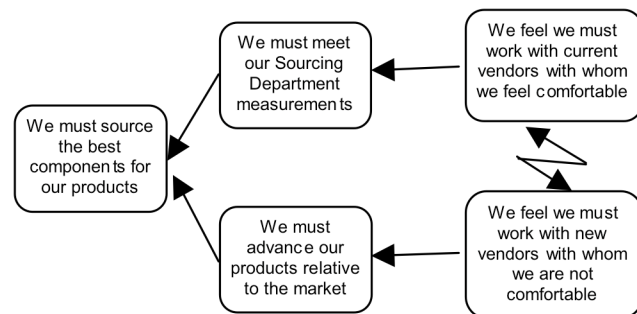 We must meet
our Sourcing
Department
measurements
We feel we must
work with current
vendors with whom
we feel comfortable
We must source
the best
components for
our products
We must
advance our
products relative
to the market
We feel we must
work with new
vendors with whom
we are not
comfortable